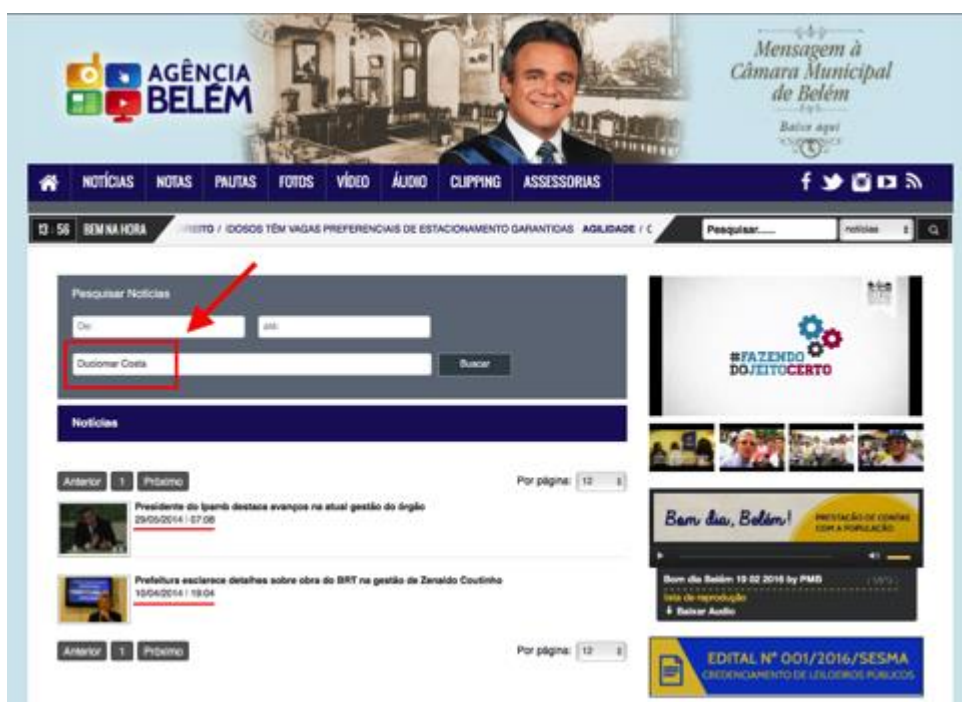 AGÊNCIA
BELÉM
Mensagem à
Câmara Municipal
de Belém
Baixe aqui
NOTÍCIAS NOTAS PAUTAS FOTOS VÍDEO ÁUDIO CLIPPING ASSESSORIAS
13:56 BEM NA HORA / IDOSOS TÊM VAGAS PREFERENCIAIS DE ESTACIONAMENTO GARANTIDAS AGILIDADE / Pesquisar...... notícias
Pesquisar Notícias
De: até:
Duciomar Costa Buscar
#FAZENDO
DOJEITOCERTO
Notícias
Anterior 1 Próximo Por página: 12
Presidente do Ipamb destaca avanços na atual gestão do órgão
29/05/2014 | 07:08
Prefeitura esclarece detalhes sobre obra do BRT na gestão de Zenaldo Coutinho
10/04/2014 | 19:04
Anterior 1 Próximo Por página: 12
Bom dia, Belém!
PRESTAÇÃO DE CONTAS
COM A POPULAÇÃO
Bom dia Belém 19 02 2016 by PMB
lista de reprodução
Baixar Audio
EDITAL Nº 001/2016/SESMA
CREDENCIAMENTO DE LEILOEIROS PÚBLICOS